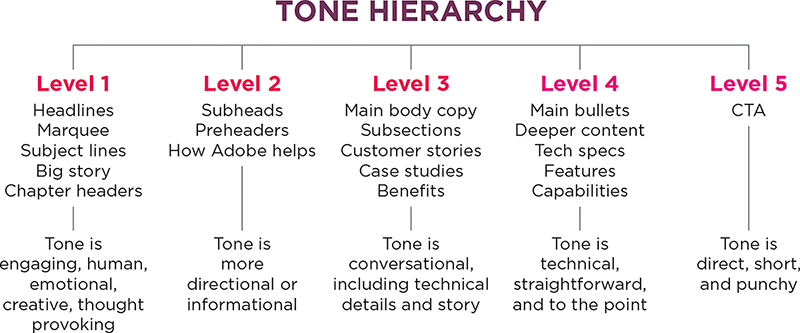 TONE HIERARCHY
Level 1
Headlines
Marquee
Subject lines
Big story
Chapter headers
Tone is
engaging, human,
emotional,
creative, thought
provoking
Level 2
Subheads
Preheaders
How Adobe helps
Tone is
more
directional or
informational
Level 3
Main body copy
Subsections
Customer stories
Case studies
Benefits
Tone is
conversational,
including technical
details and story
Level 4
Main bullets
Deeper content
Tech specs
Features
Capabilities
Tone is
technical,
straightforward,
and to the point
Level 5
CTA
Tone is
direct, short,
and punchy